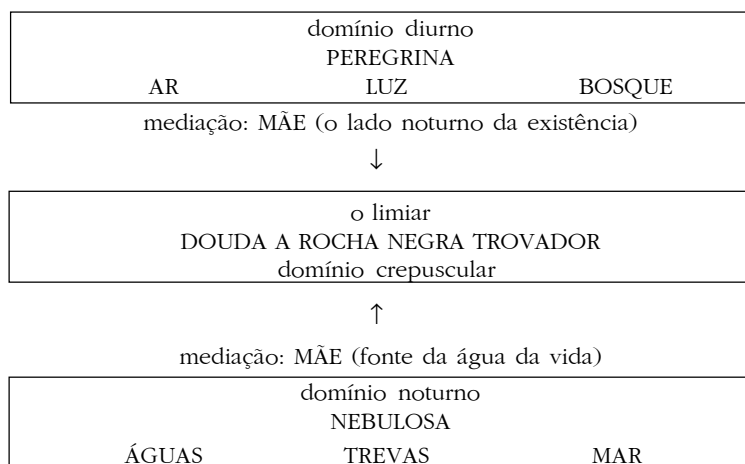 domínio diurno
PEREGRINA
AR LUZ BOSQUE
mediação: MÃE (o lado noturno da existência)
↓
o limiar
DOUDA A ROCHA NEGRA TROVADOR
domínio crepuscular
↑
mediação: MÃE (fonte da água da vida)
domínio noturno
NEBULOSA
ÁGUAS TREVAS MAR